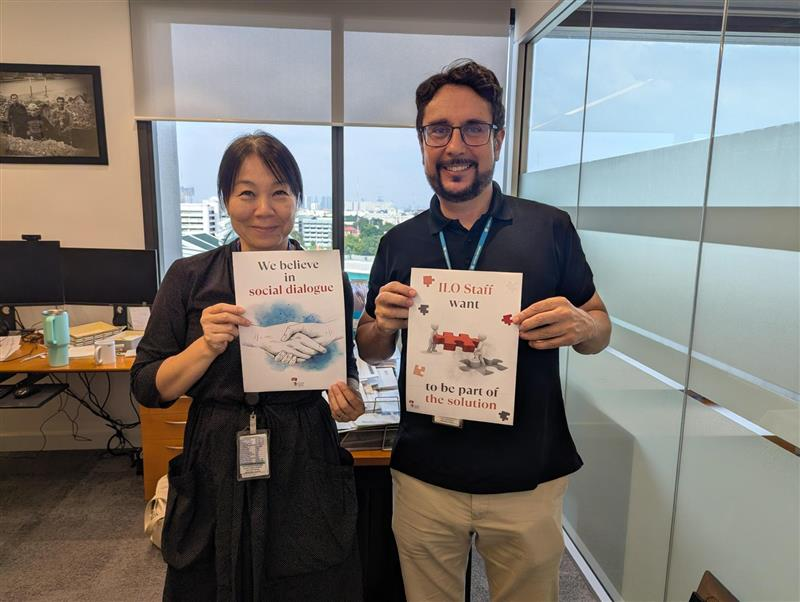 We believe
in
social dialogue
ILO Staff
want
to be part of
the solution